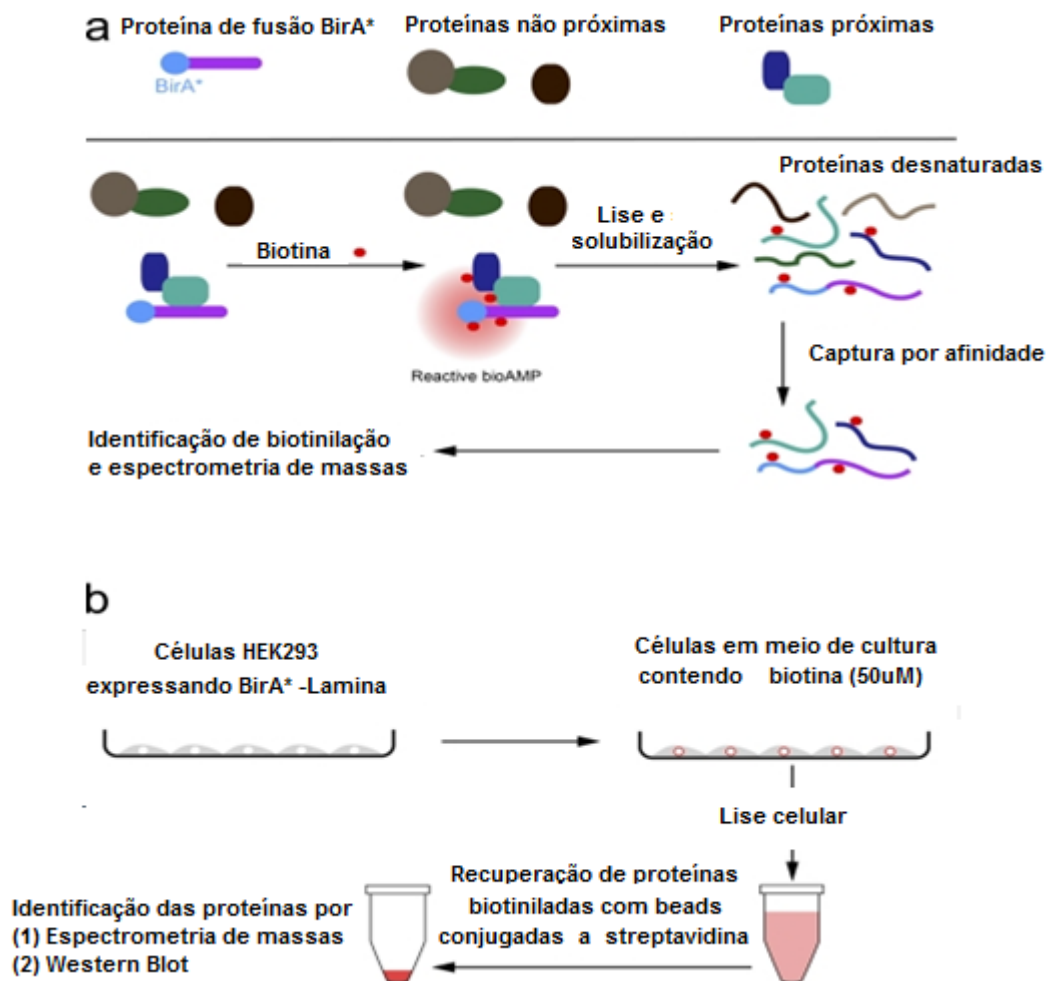 a
Proteína de fusão BirA*
Proteínas não próximas
Proteínas próximas
BirA*
Proteínas desnaturadas
Biotina
Lise e
solubilização
Reactive bioAMP
Captura por afinidade
Identificação de biotinilação
e espectrometria de massas
b
Células HEK293
expressando BirA* -Lamina
Células em meio de cultura
contendo biotina (50uM)
Lise celular
Recuperação de proteínas
biotiniladas com beads
conjugadas a streptavidina
Identificação das proteínas por
(1) Espectrometria de massas
(2) Western Blot